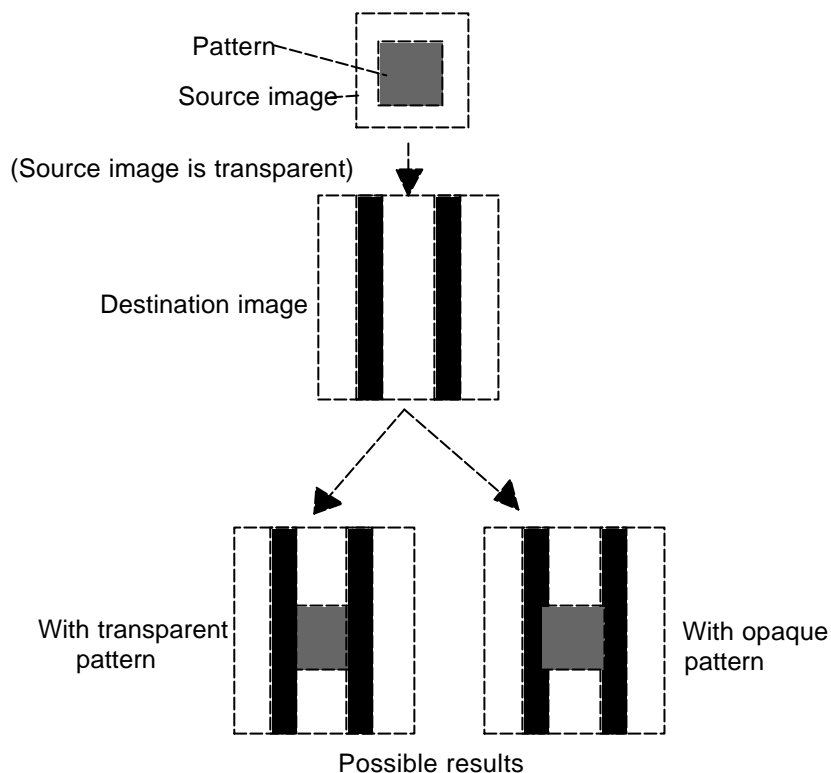 Pattern
Source image
(Source image is transparent)
Destination image
With transparent
pattern
With opaque
pattern
Possible results